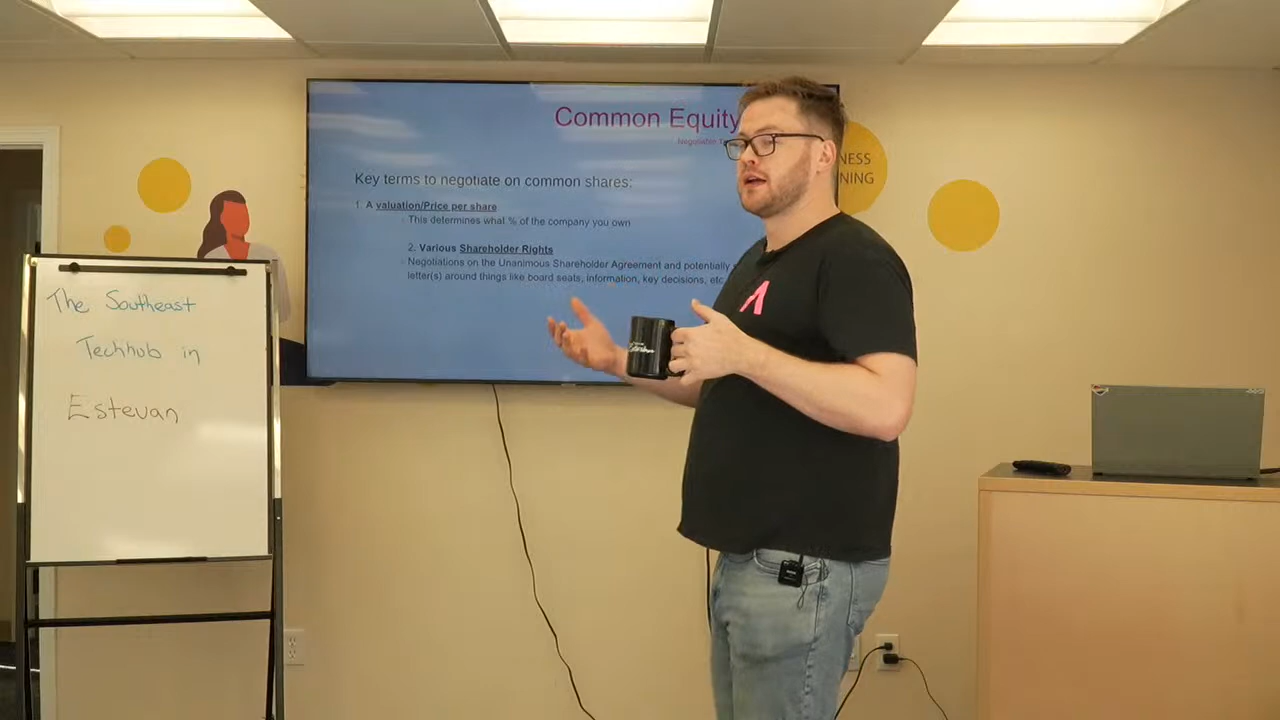 Common Equity
Negotiable
Key terms to negotiate on common shares;
1. A valuation/Price per share
This determines what % of the company you own
2. Various Shareholder Rights
Negotiations on the Unanimous Shareholder Agreement and potentially
letter(s) around things like board seats, information, key decisions, etc
The Southeast
Techhub in
Estevan